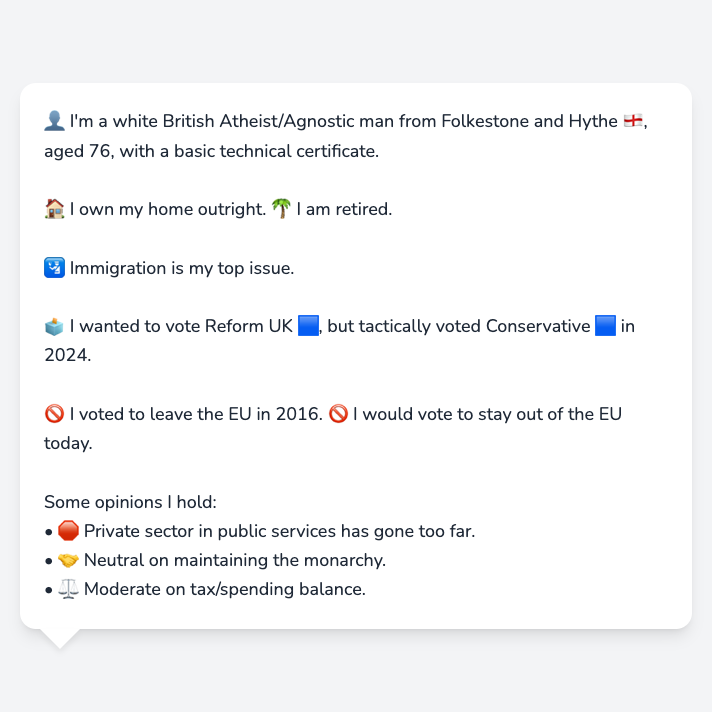 👤 I'm a white British Atheist/Agnostic man from Folkestone and Hythe 🏴󠁧󠁢󠁥󠁮󠁧󠁿,
aged 76, with a basic technical certificate.
🏠 I own my home outright. 🌴 I am retired.
🛂 Immigration is my top issue.
🗳️ I wanted to vote Reform UK 🟦, but tactically voted Conservative 🟦 in
2024.
🚫 I voted to leave the EU in 2016. 🚫 I would vote to stay out of the EU
today.
Some opinions I hold:
• 🛑 Private sector in public services has gone too far.
• 🤝 Neutral on maintaining the monarchy.
• ⚖️ Moderate on tax/spending balance.